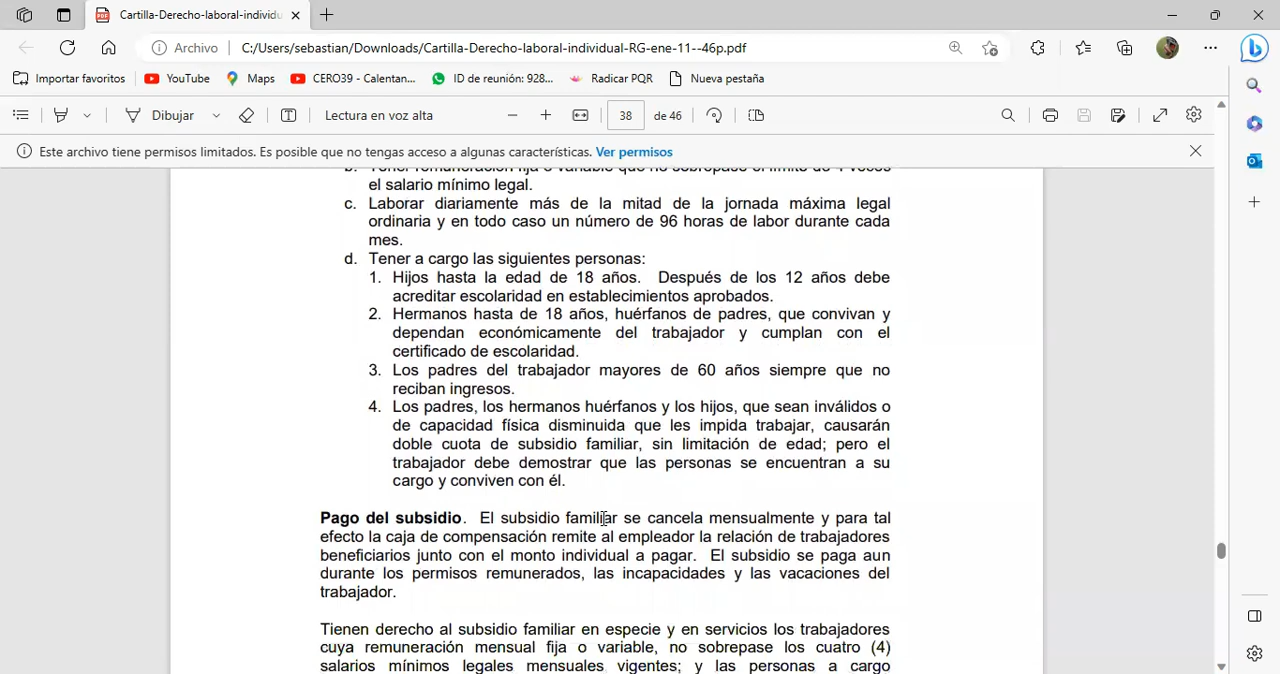 Cartilla-Derecho-laboral-individu
Archivo C:/Users/sebastian/Downloads/Cartilla-Derecho-laboral-individual-RG-ene-11--46p.pdf
Importar favoritos YouTube Maps CERO39 - Calentan... ID de reunión: 928... Radicar PQR Nueva pestaña
Dibujar Lectura en voz alta 38 de 46
Este archivo tiene permisos limitados. Es posible que no tengas acceso a algunas características. Ver permisos
b. Tener remuneración fija o variable que no sobrepase el límite de 4 veces
el salario mínimo legal.
c. Laborar diariamente más de la mitad de la jornada máxima legal
ordinaria y en todo caso un número de 96 horas de labor durante cada
mes.
d. Tener a cargo las siguientes personas:
1. Hijos hasta la edad de 18 años. Después de los 12 años debe
acreditar escolaridad en establecimientos aprobados.
2. Hermanos hasta de 18 años, huérfanos de padres, que convivan y
dependan económicamente del trabajador y cumplan con el
certificado de escolaridad.
3. Los padres del trabajador mayores de 60 años siempre que no
reciban ingresos.
4. Los padres, los hermanos huérfanos y los hijos, que sean inválidos o
de capacidad física disminuida que les impida trabajar, causarán
doble cuota de subsidio familiar, sin limitación de edad; pero el
trabajador debe demostrar que las personas se encuentran a su
cargo y conviven con él.
Pago del subsidio. El subsidio familiar se cancela mensualmente y para tal
efecto la caja de compensación remite al empleador la relación de trabajadores
beneficiarios junto con el monto individual a pagar. El subsidio se paga aun
durante los permisos remunerados, las incapacidades y las vacaciones del
trabajador.
Tienen derecho al subsidio familiar en especie y en servicios los trabajadores
cuya remuneración mensual fija o variable, no sobrepase los cuatro (4)
salarios mínimos legales mensuales vigentes; y las personas a cargo